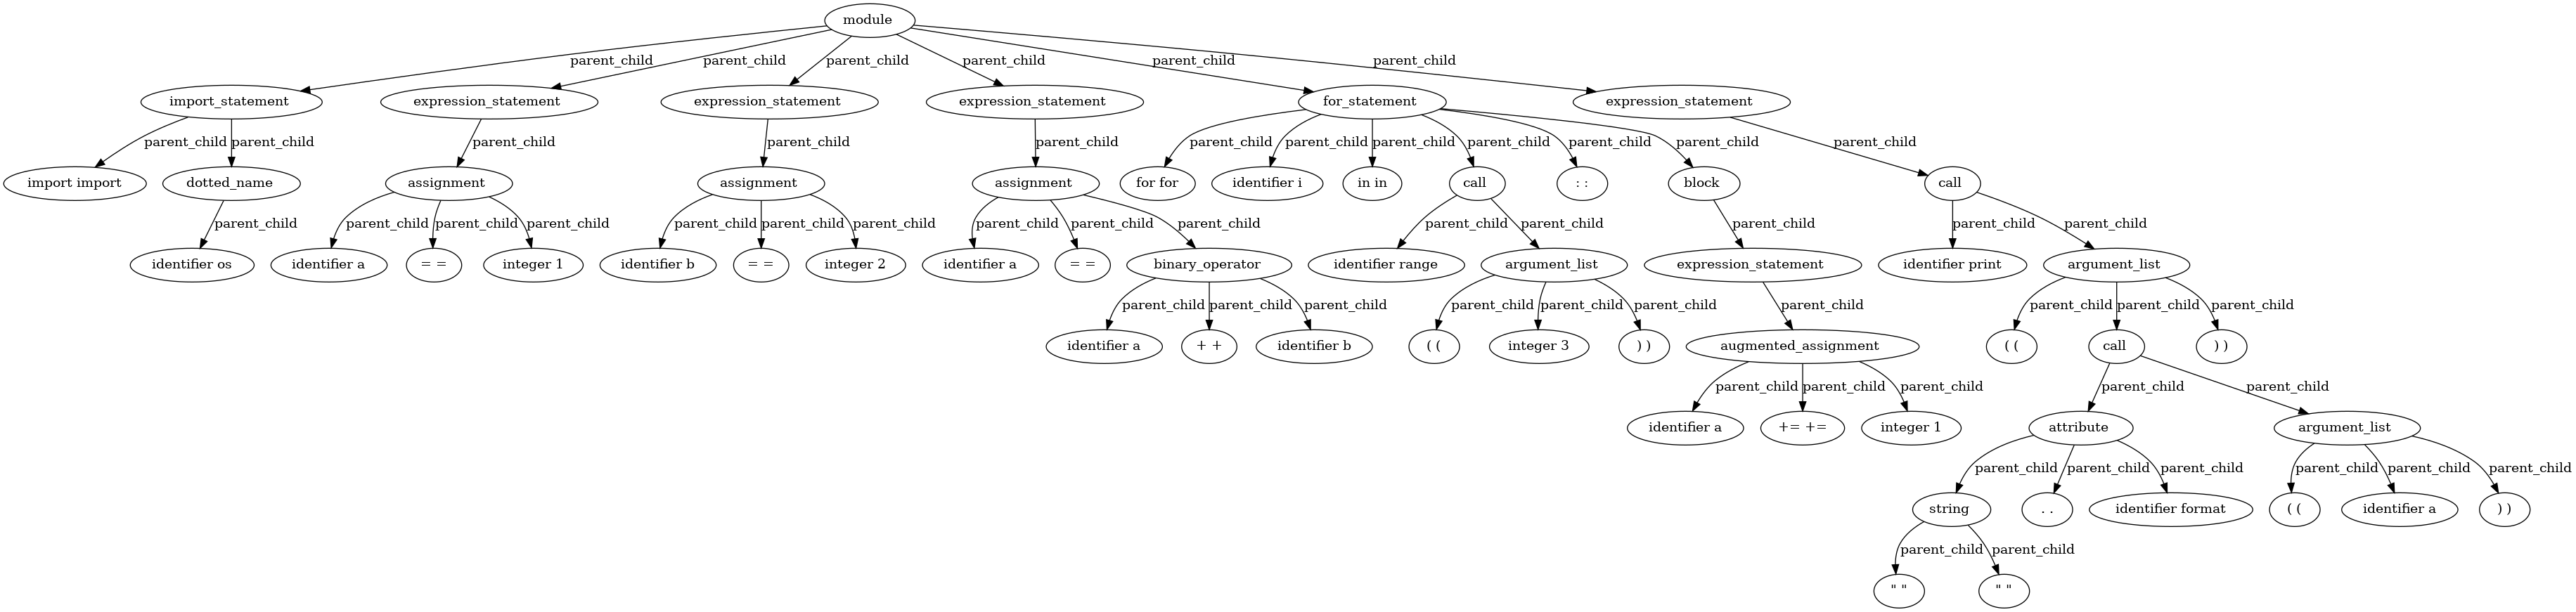 module
parent_child parent_child parent_child parent_child parent_child parent_child
import_statement expression_statement expression_statement expression_statement for_statement expression_statement
parent_child parent_child parent_child parent_child parent_child parent_child parent_child parent_child parent_child parent_child parent_child parent_child
import import dotted_name assignment assignment assignment for for identifier i in in call : : block call
parent_child parent_child parent_child parent_child parent_child parent_child parent_child parent_child parent_child parent_child parent_child parent_child parent_child parent_child parent_child
identifier os identifier a = = integer 1 identifier b = = integer 2 identifier a = = binary_operator identifier range argument_list expression_statement identifier print argument_list
parent_child parent_child parent_child parent_child parent_child parent_child parent_child parent_child parent_child parent_child
identifier a + + identifier b ( ( integer 3 ) ) augmented_assignment ( ( call ) )
parent_child parent_child parent_child parent_child parent_child
identifier a += += integer 1 attribute argument_list
parent_child parent_child parent_child parent_child parent_child parent_child
string . . identifier format ( ( identifier a ) )
parent_child parent_child
" " " "